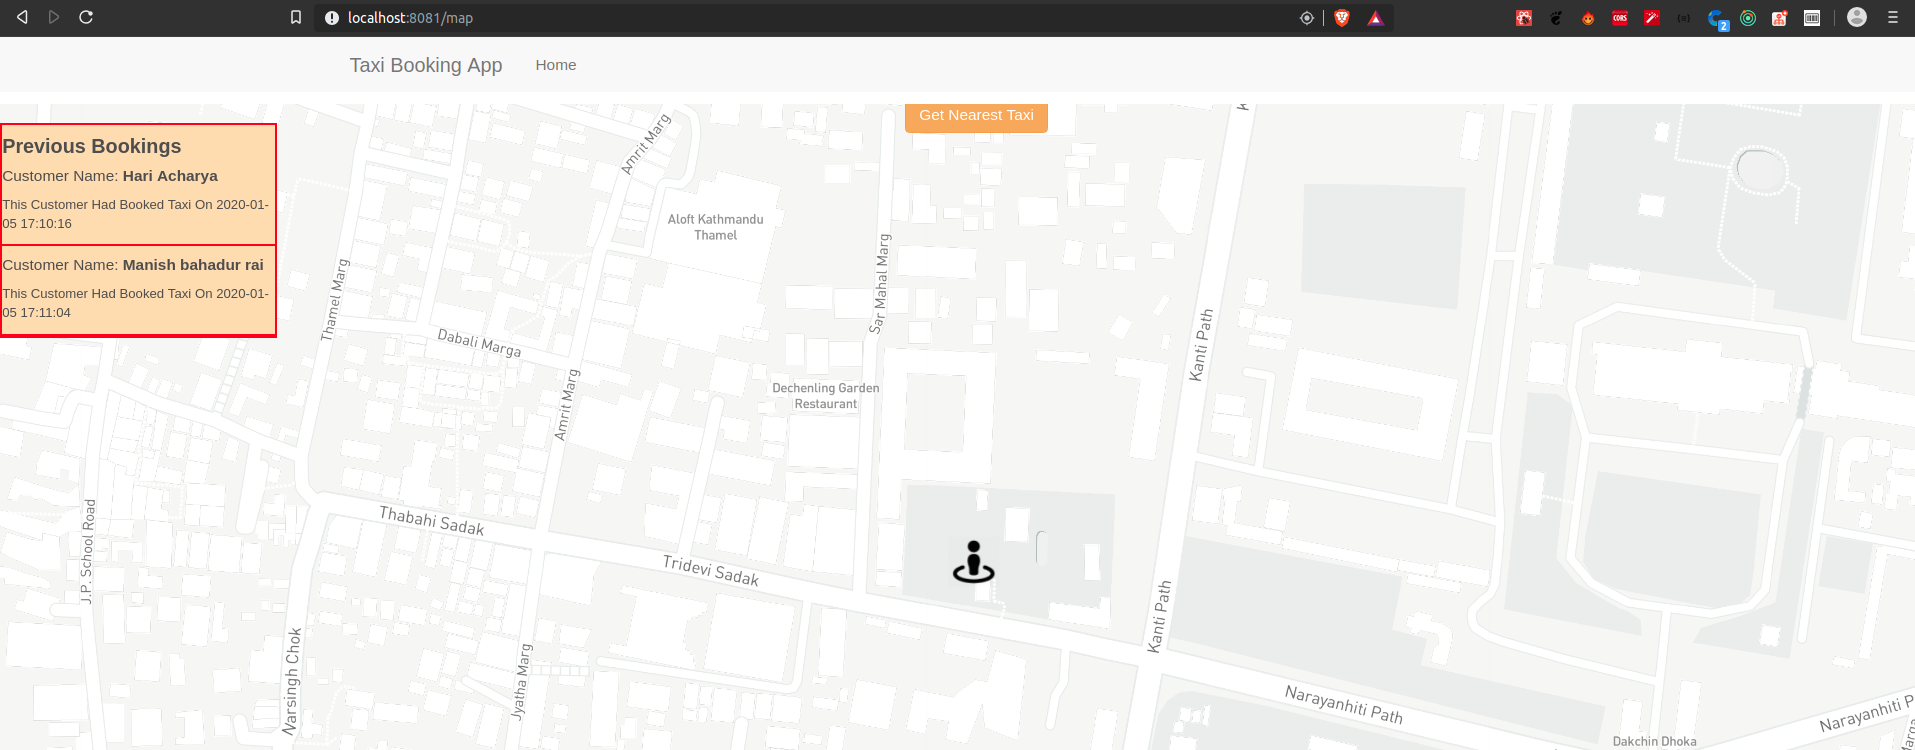 localhost:8081/map
2
Taxi Booking App
Home
Get Nearest Taxi
Previous Bookings
Customer Name: Hari Acharya
This Customer Had Booked Taxi On 2020-01-
05 17:10:16
Customer Name: Manish bahadur rai
This Customer Had Booked Taxi On 2020-01-
05 17:11:04
Amrit Marg
Aloft Kathmandu
Thamel
Thamel Marg
Sar Mahal Marg
Kanti Path
Dabali Marga
Amrit Marg
Dechenling Garden
Restaurant
Thabahi Sadak
J.P. School Road
Tridevi Sadak
Kanti Path
Narsingh Chok
Jyatha Marg
Narayanhiti Path
Narayanhiti P
Dakchin Dhoka